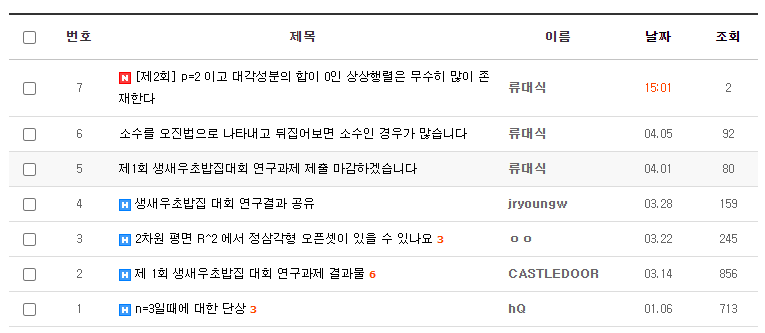 번호 제목 이름 날짜 조회
7 N [제2회] p=2 이고 대각성분의 합이 0인 상상행렬은 무수히 많이 존 류대식 15:01 2
재한다
6 소수를 오진법으로 나타내고 뒤집어보면 소수인 경우가 많습니다 류대식 04.05 92
5 제1회 생새우초밥집대회 연구과제 제출 마감하겠습니다 류대식 04.01 80
4 H 생새우초밥집 대회 연구결과 공유 jryoungw 03.28 159
3 H 2차원 평면 R^2 에서 정삼각형 오픈셋이 있을 수 있나요 3 ㅇㅇ 03.22 245
2 H 제 1회 생새우초밥집 대회 연구과제 결과물 6 CASTLEDOOR 03.14 856
1 H n=3일때에 대한 단상 3 hQ 01.06 713